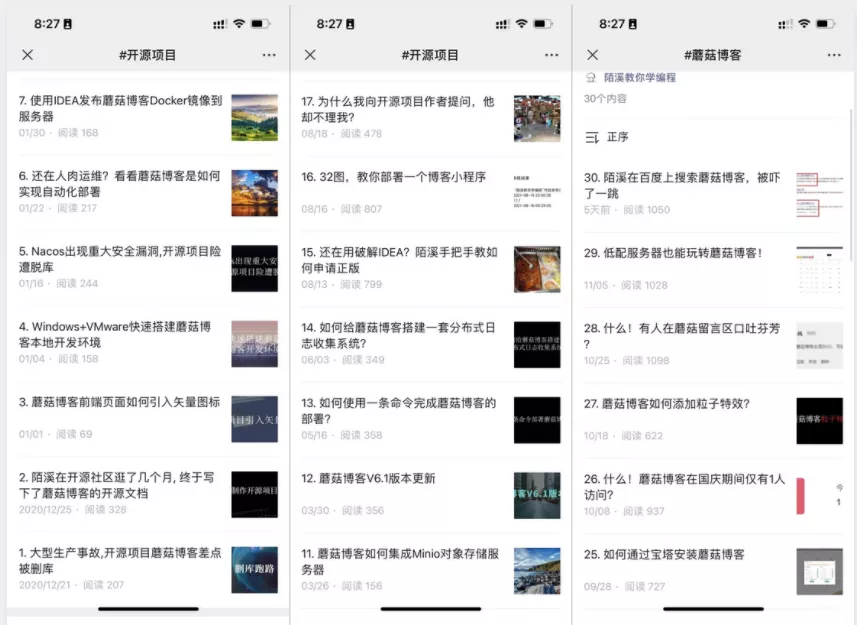 8:27
#开源项目
7. 使用IDEA发布蘑菇博客Docker镜像到
服务器
01/30 · 阅读 168
6. 还在人肉运维？看看蘑菇博客是如何
实现自动化部署
01/22 · 阅读 217
5. Nacos出现重大安全漏洞,开源项目险
遭脱库
01/16 · 阅读 244
4. Windows+VMware快速搭建蘑菇博
客本地开发环境
01/04 · 阅读 158
3. 蘑菇博客前端页面如何引入矢量图标
01/01 · 阅读 69
2. 陌溪在开源社区逛了几个月, 终于写
下了蘑菇博客的开源文档
2020/12/25 · 阅读 328
制作开源项目
1. 大型生产事故,开源项目蘑菇博客差点
被删库
2020/12/21 · 阅读 207
删库跑路
8:27
#开源项目
17. 为什么我向开源项目作者提问，他
却不理我?
08/18 · 阅读 478
16. 32图，教你部署一个博客小程序
08/16 · 阅读 807
15. 还在用破解IDEA？陌溪手把手教如
何申请正版
08/13 · 阅读 799
14. 如何给蘑菇博客搭建一套分布式日
志收集系统?
06/03 · 阅读 349
13. 如何使用一条命令完成蘑菇博客的
部署?
05/16 · 阅读 358
12. 蘑菇博客V6.1版本更新
03/30 · 阅读 356
11. 蘑菇博客如何集成Minio对象存储服
务器
03/26 · 阅读 156
8:27
#蘑菇博客
陌溪教你学编程
30个内容
正序
30. 陌溪在百度上搜索蘑菇博客，被吓
了一跳
5天前 · 阅读 1050
29. 低配服务器也能玩转蘑菇博客！
11/05 · 阅读 1028
28. 什么！有人在蘑菇留言区口吐芬芳
?
10/25 · 阅读 1098
27. 蘑菇博客如何添加粒子特效?
10/18 · 阅读 622
26. 什么！蘑菇博客在国庆期间仅有1人
访问?
10/08 · 阅读 937
25. 如何通过宝塔安装蘑菇博客
09/28 · 阅读 727